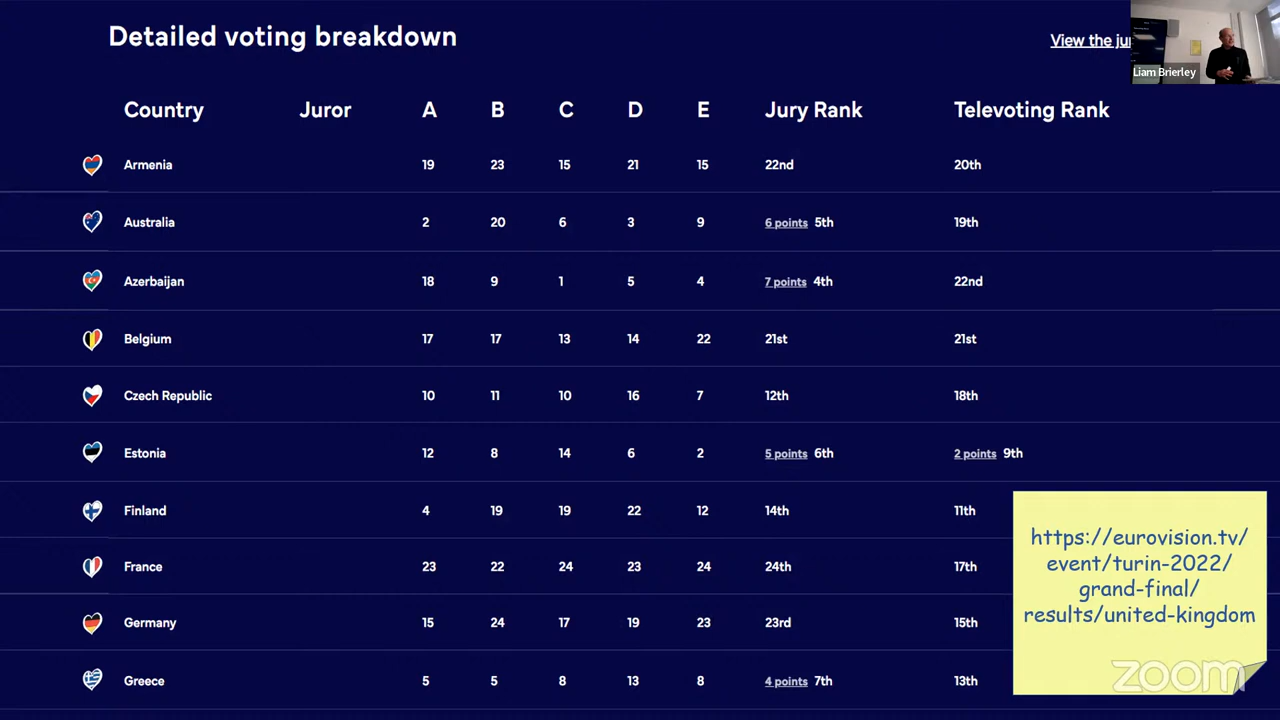 Detailed voting breakdown
View the jur
Liam Brierley
Country Juror A B C D E Jury Rank Televoting Rank
Armenia 19 23 15 21 15 22nd 20th
Australia 2 20 6 3 9 6 points 5th 19th
Azerbaijan 18 9 1 5 4 7 points 4th 22nd
Belgium 17 17 13 14 22 21st 21st
Czech Republic 10 11 10 16 7 12th 18th
Estonia 12 8 14 6 2 5 points 6th 2 points 9th
Finland 4 19 19 22 12 14th 11th
France 23 22 24 23 24 24th 17th
Germany 15 24 17 19 23 23rd 15th
Greece 5 5 8 13 8 4 points 7th 13th
https://eurovision.tv/
event/turin-2022/
grand-final/
results/united-kingdom
zoom